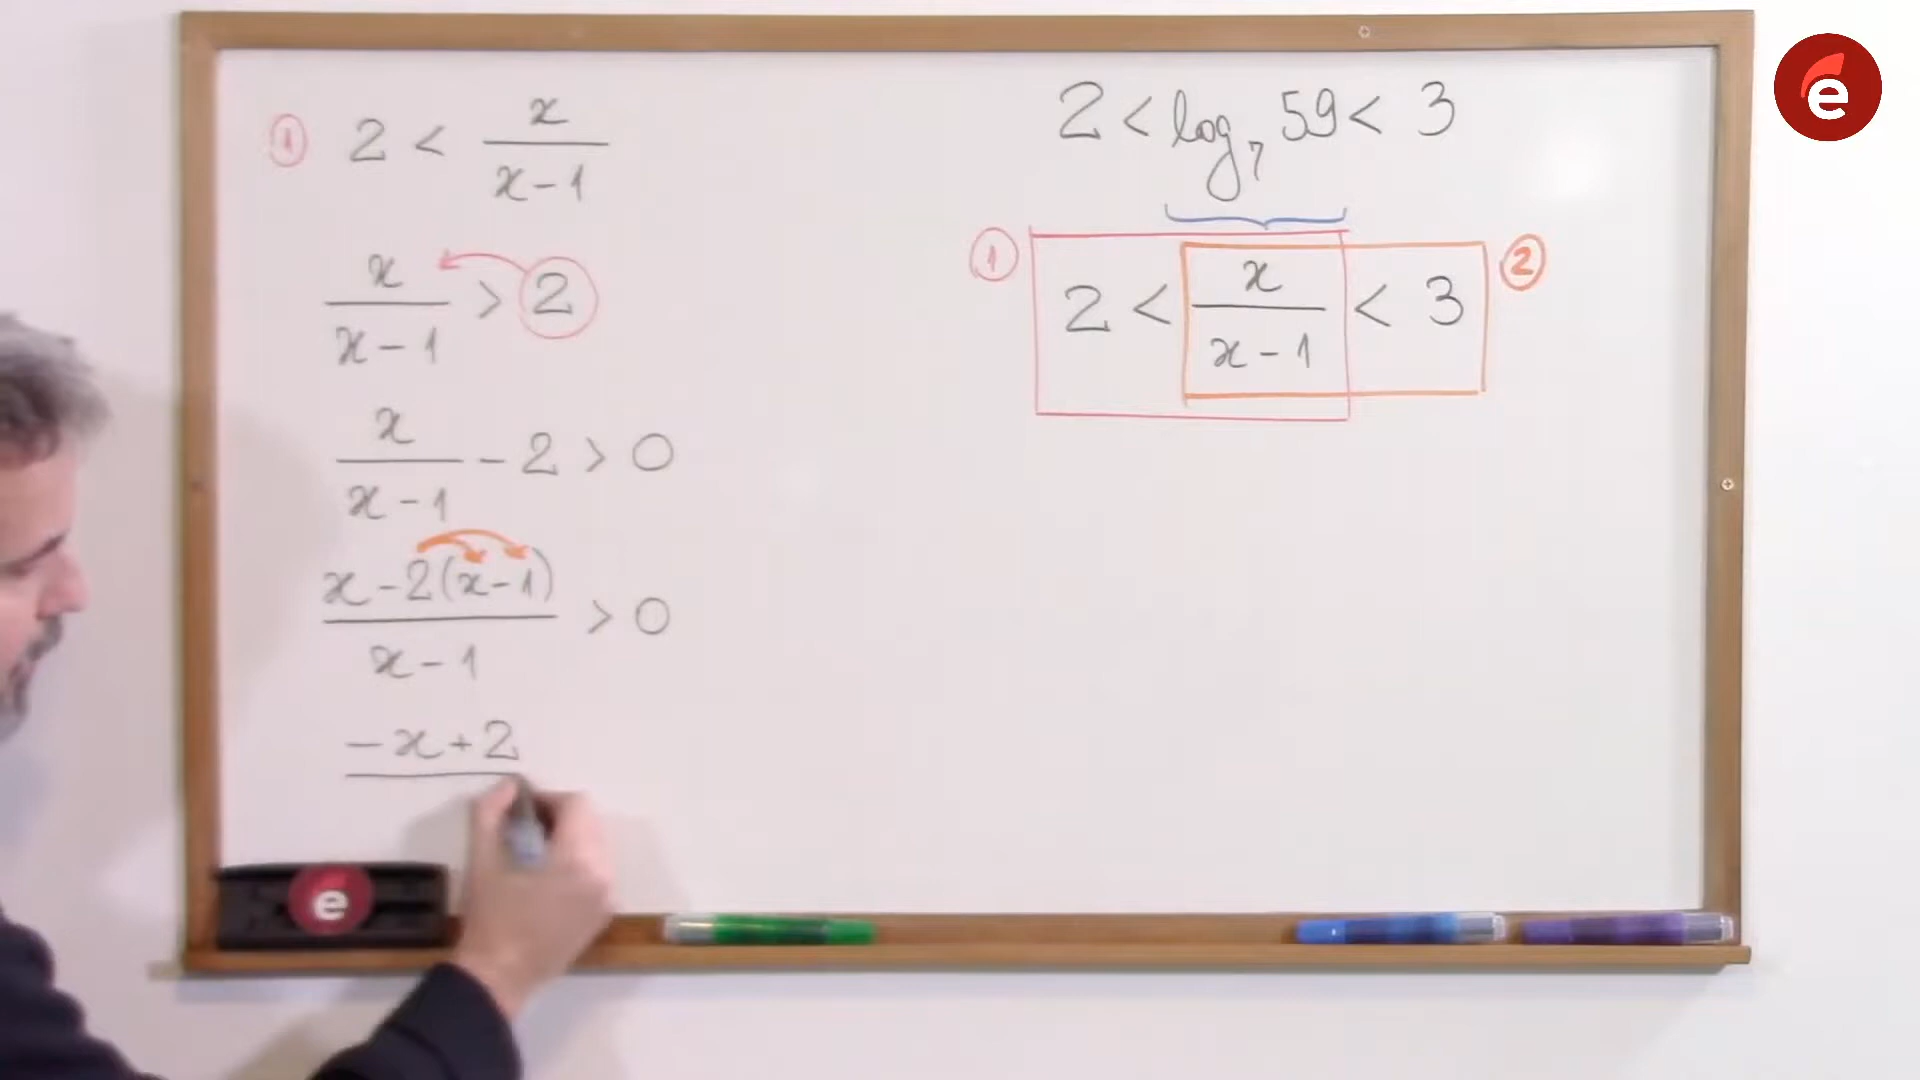 ① 2 < x/(x-1)
x/(x-1) > 2
x/(x-1) - 2 > 0
x-2(x-1)/(x-1) > 0
-x+2
2 < log₇ 59 < 3
① 2 < x/(x-1) < 3 ②
e
e